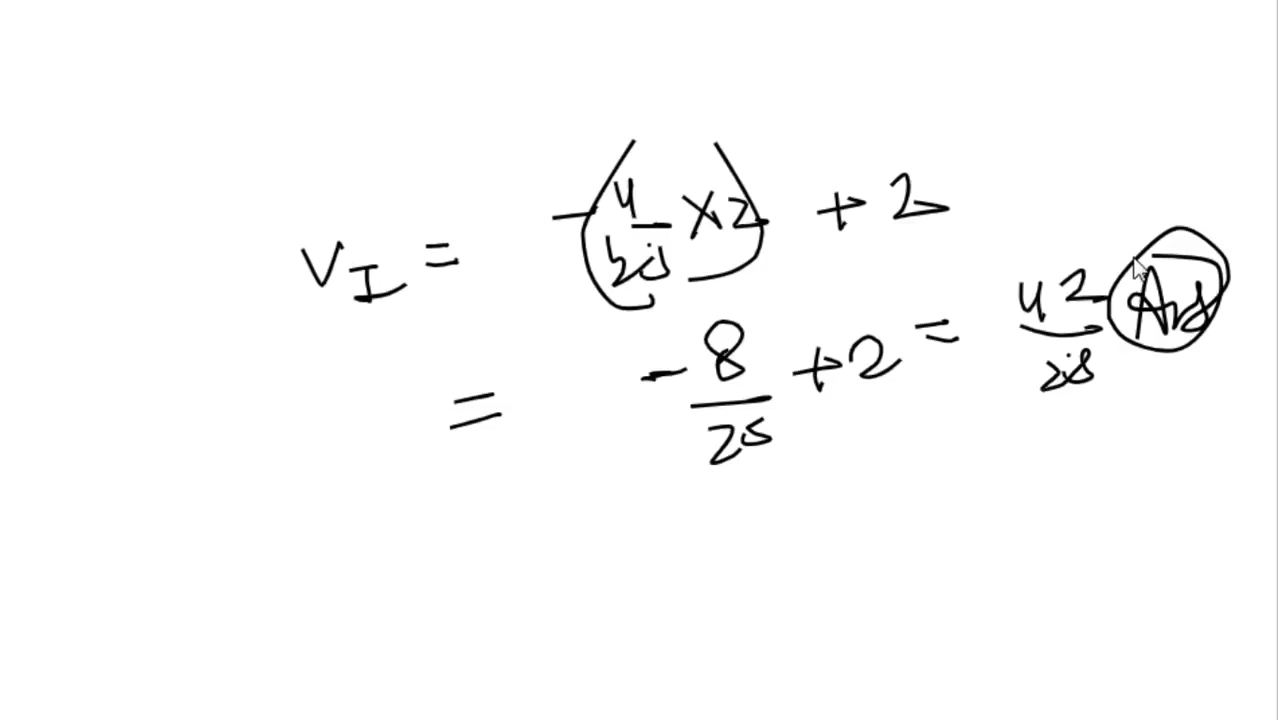 V_I = -(4/25 × 2) + 2
= -8/25 + 2 = 42/25 Ans